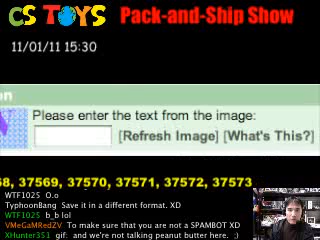 CS TOYS Pack-and-Ship Show
11/01/11 15:30
on
Please enter the text from the image:
[Refresh Image] [What's This?]
68, 37569, 37570, 37571, 37572, 37573
WTF1025 O.o
TyphoonBang Save it in a different format. XD
WTF1025 b_b lol
VMeGaMRedZV To make sure that you are not a SPAMBOT XD
XHunter351 gif: and we're not talking peanut butter here. :)